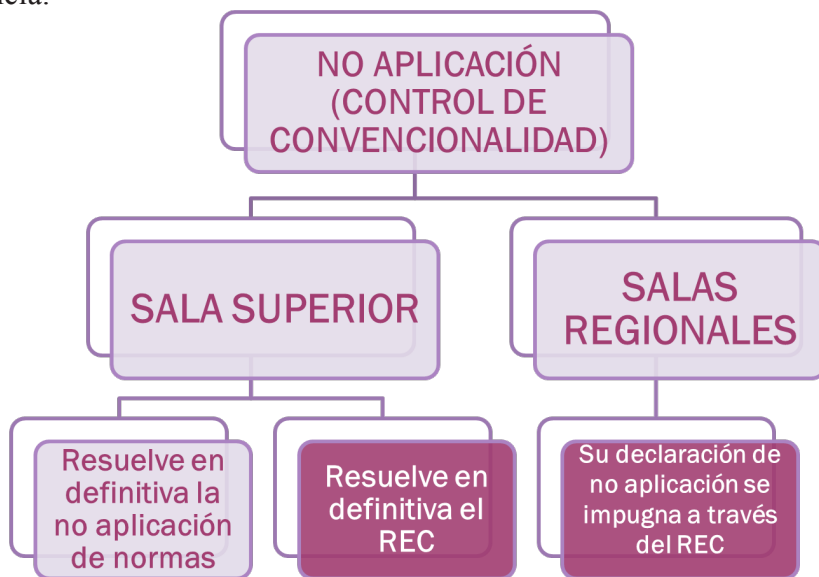 NO APLICACIÓN
(CONTROL DE
CONVENCIONALIDAD)
SALA SUPERIOR
SALAS
REGIONALES
Resuelve en
definitiva la
no aplicación
de normas
Resuelve en
definitiva el
REC
Su declaración de
no aplicación se
impugna a través
del REC